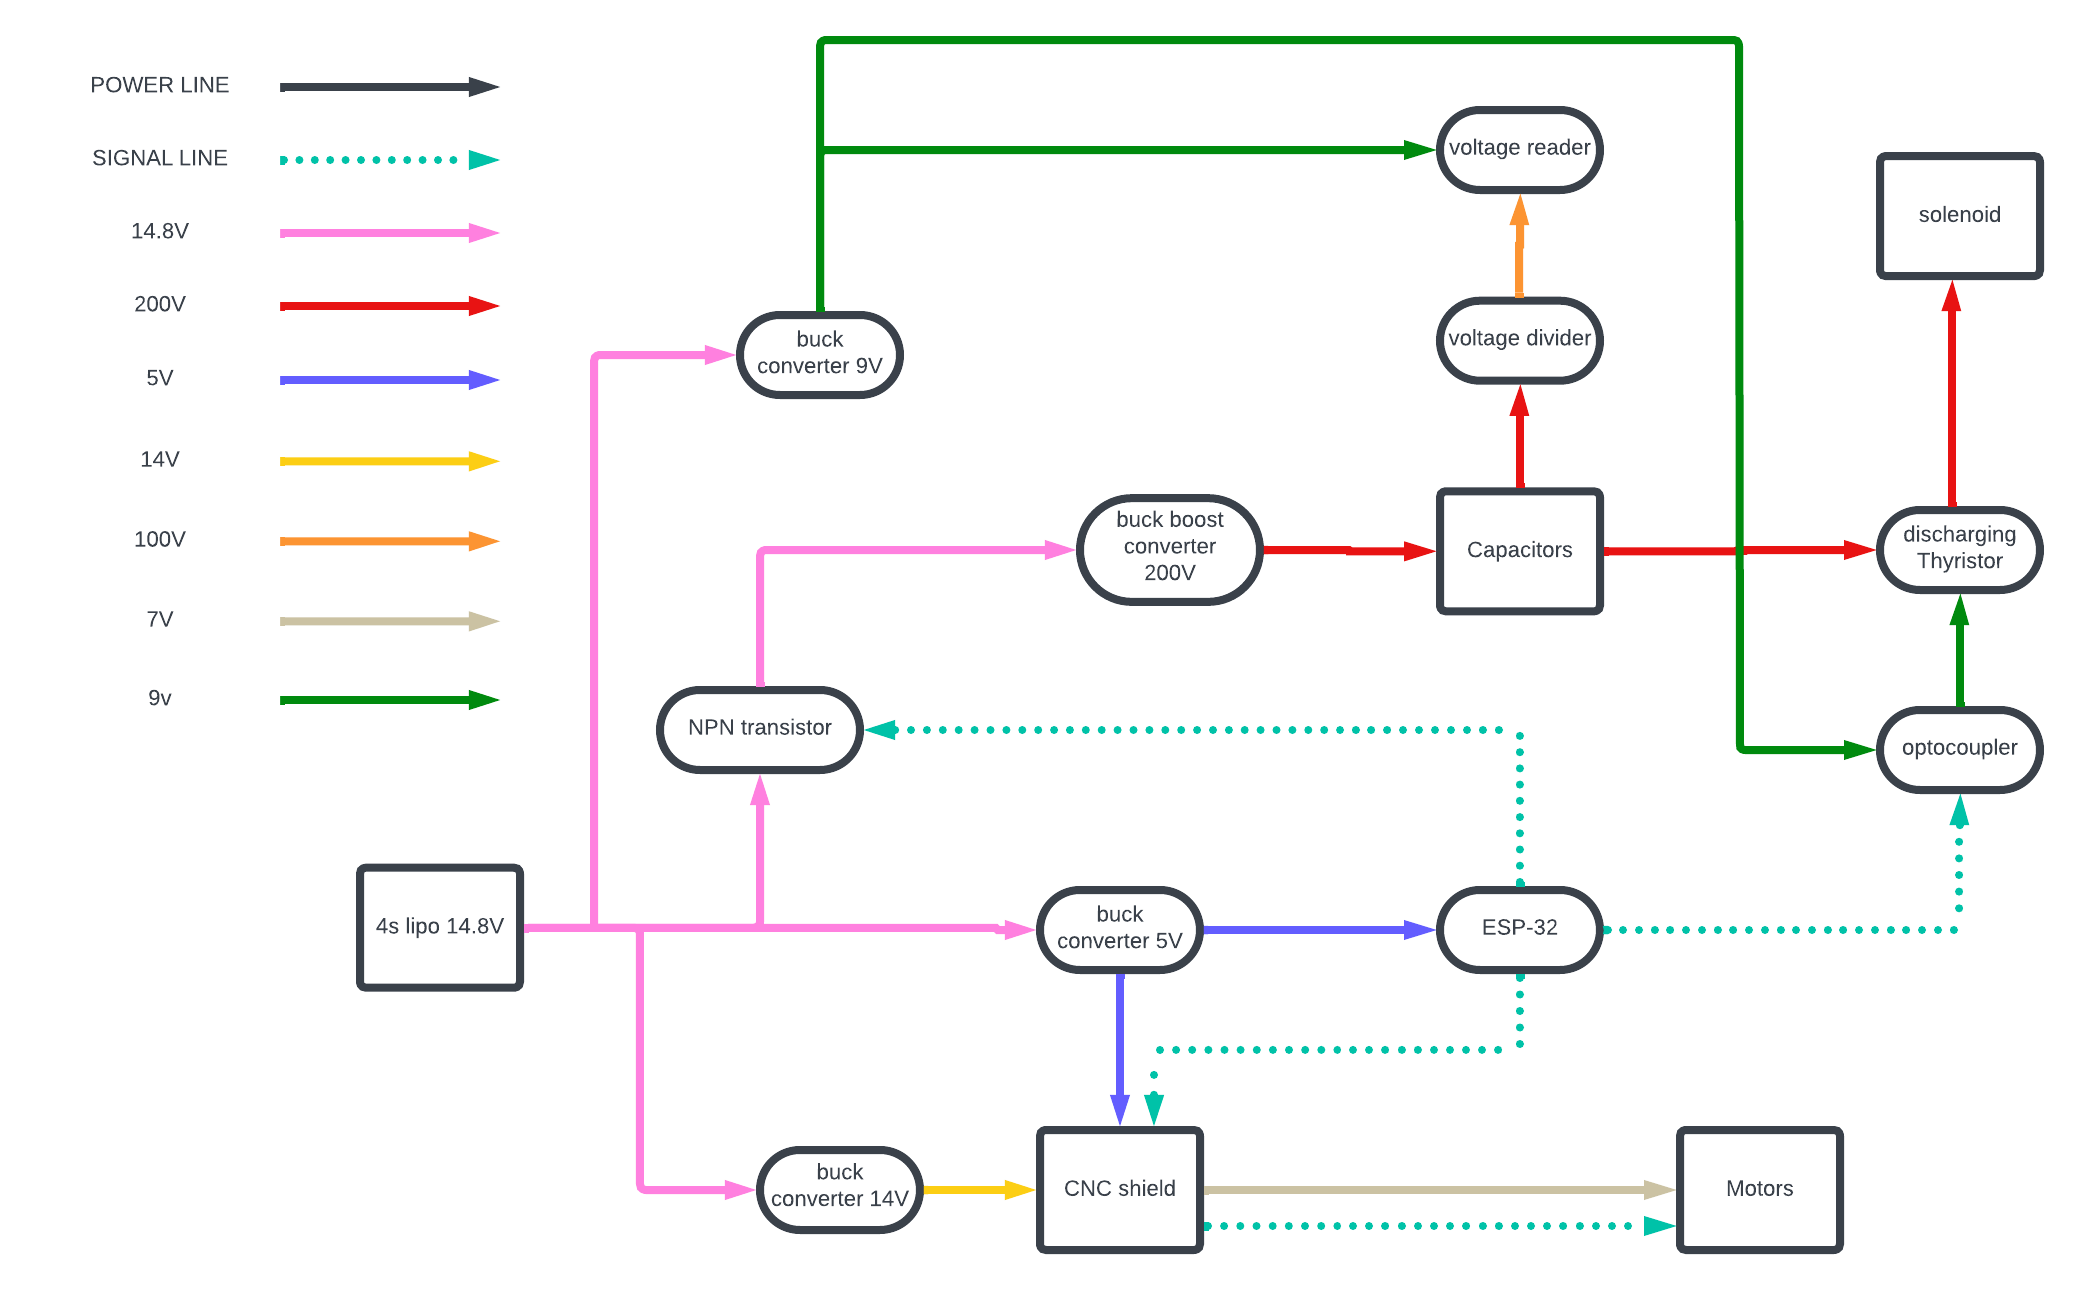 POWER LINE
SIGNAL LINE
14.8V
200V
5V
14V
100V
7V
9v
voltage reader
solenoid
buck
converter 9V
voltage divider
buck boost
converter
200V
Capacitors
discharging
Thyristor
NPN transistor
optocoupler
4s lipo 14.8V
buck
converter 5V
ESP-32
buck
converter 14V
CNC shield
Motors